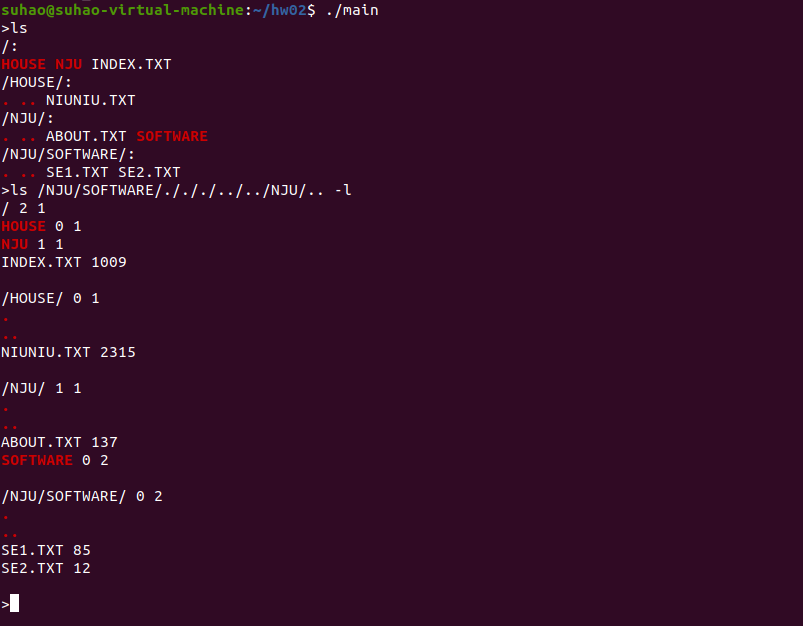 suhao@suhao-virtual-machine:~/hw02$ ./main
>ls
/:
HOUSE NJU INDEX.TXT
/HOUSE/:
. .. NIUNIU.TXT
/NJU/:
. .. ABOUT.TXT SOFTWARE
/NJU/SOFTWARE/:
. .. SE1.TXT SE2.TXT
>ls /NJU/SOFTWARE/./././../../NJU/.. -l
/ 2 1
HOUSE 0 1
NJU 1 1
INDEX.TXT 1009
/HOUSE/ 0 1
.
..
NIUNIU.TXT 2315
/NJU/ 1 1
.
..
ABOUT.TXT 137
SOFTWARE 0 2
/NJU/SOFTWARE/ 0 2
.
..
SE1.TXT 85
SE2.TXT 12
>